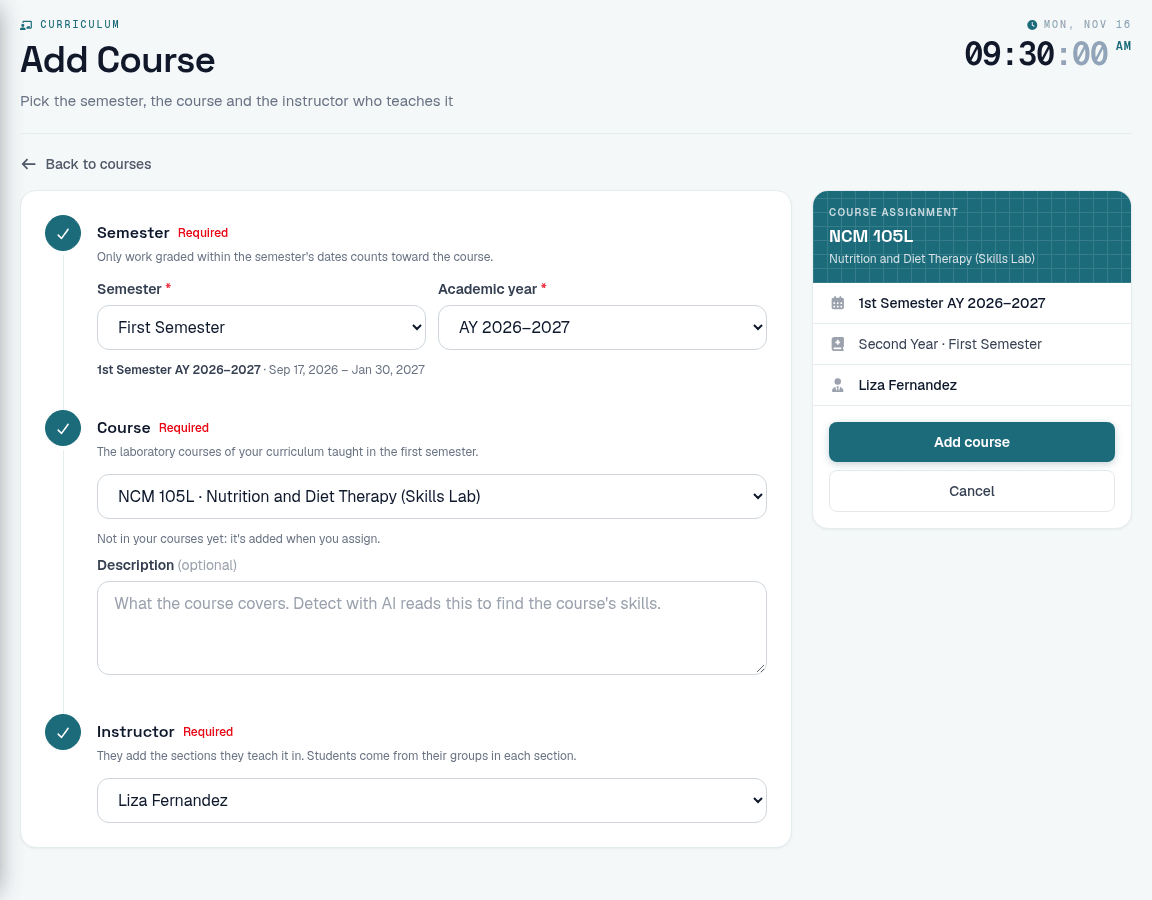 CURRICULUM
Add Course
Pick the semester, the course and the instructor who teaches it
MON, NOV 16
09:30:00 AM
Back to courses
Semester Required
Only work graded within the semester's dates counts toward the course.
Semester *
Academic year *
First Semester
AY 2026–2027
1st Semester AY 2026–2027 · Sep 17, 2026 – Jan 30, 2027
Course Required
The laboratory courses of your curriculum taught in the first semester.
NCM 105L · Nutrition and Diet Therapy (Skills Lab)
Not in your courses yet: it's added when you assign.
Description (optional)
What the course covers. Detect with AI reads this to find the course's skills.
Instructor Required
They add the sections they teach it in. Students come from their groups in each section.
Liza Fernandez
COURSE ASSIGNMENT
NCM 105L
Nutrition and Diet Therapy (Skills Lab)
1st Semester AY 2026–2027
Second Year · First Semester
Liza Fernandez
Add course
Cancel